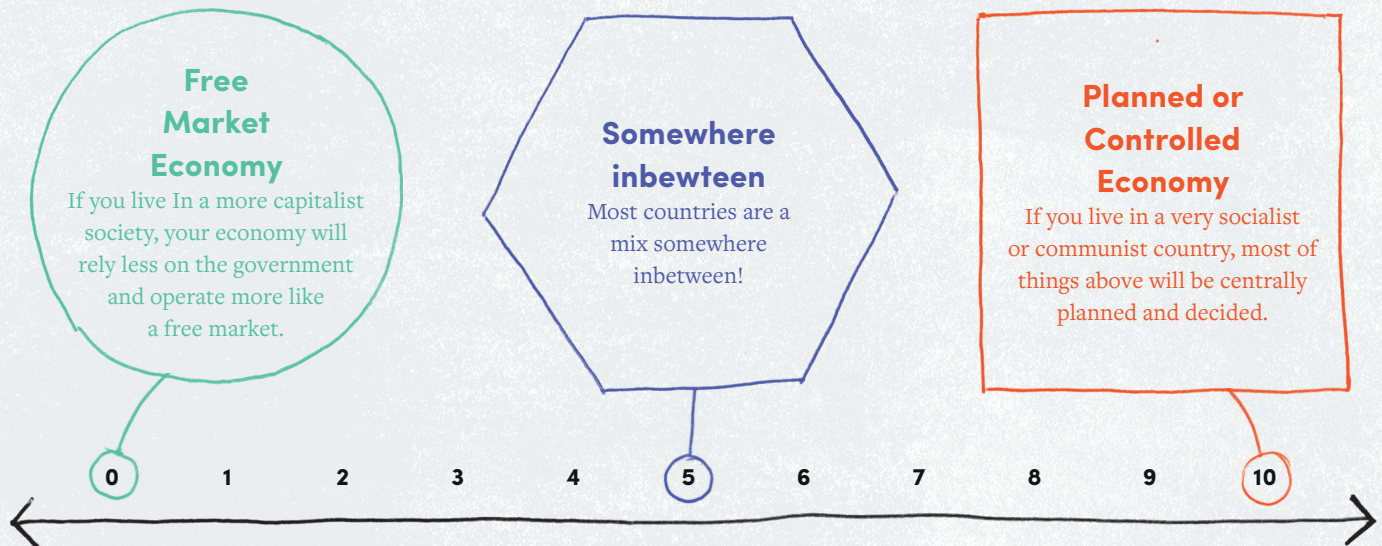 Free
Market
Economy
If you live In a more capitalist
society, your economy will
rely less on the government
and operate more like
a free market.
Somewhere
inbewteen
Most countries are a
mix somewhere
inbetween!
Planned or
Controlled
Economy
If you live in a very socialist
or communist country, most of
things above will be centrally
planned and decided.
0 1 2 3 4 5 6 7 8 9 10